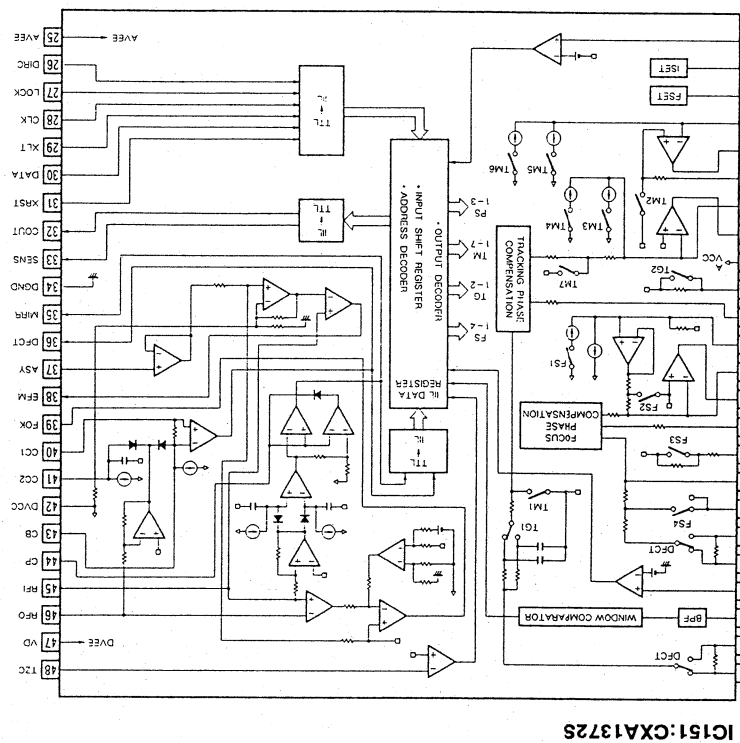 IC151:CXA1372S
DFCT
48 TZC
DVEE
47 VD
BPF
WINDOW COMPARATOR
46 RFO
45 RFI
DFCT
TG1
TM1
44 CP
FS4
43 CB
42 DVCC
41 CC2
FS3
TTL
IIL
40 CC1
FOCUS
PHASE
COMPENSATION
39 FOK
IIL DATA
REGISTER
38 EFM
FS2
FS1
37 ASY
FS
1-4
36 DFCT
35 MIRR
TG
1-2
TG2
TM7
TRACKING PHASE
COMPENSATION
34 DGND
VCC
A
TM
1-7
33 SENS
TM2
TM3
TM4
PS
1-3
• OUTPUT DECODER
• INPUT SHIFT REGISTER
• ADDRESS DECODER
IIL
TTL
32 COUT
31 XRST
TM5
TM6
30 DATA
29 XLT
FSET
TTL
IIL
28 CLK
27 LOCK
ISET
26 DIRC
AVEE
25 AVEE